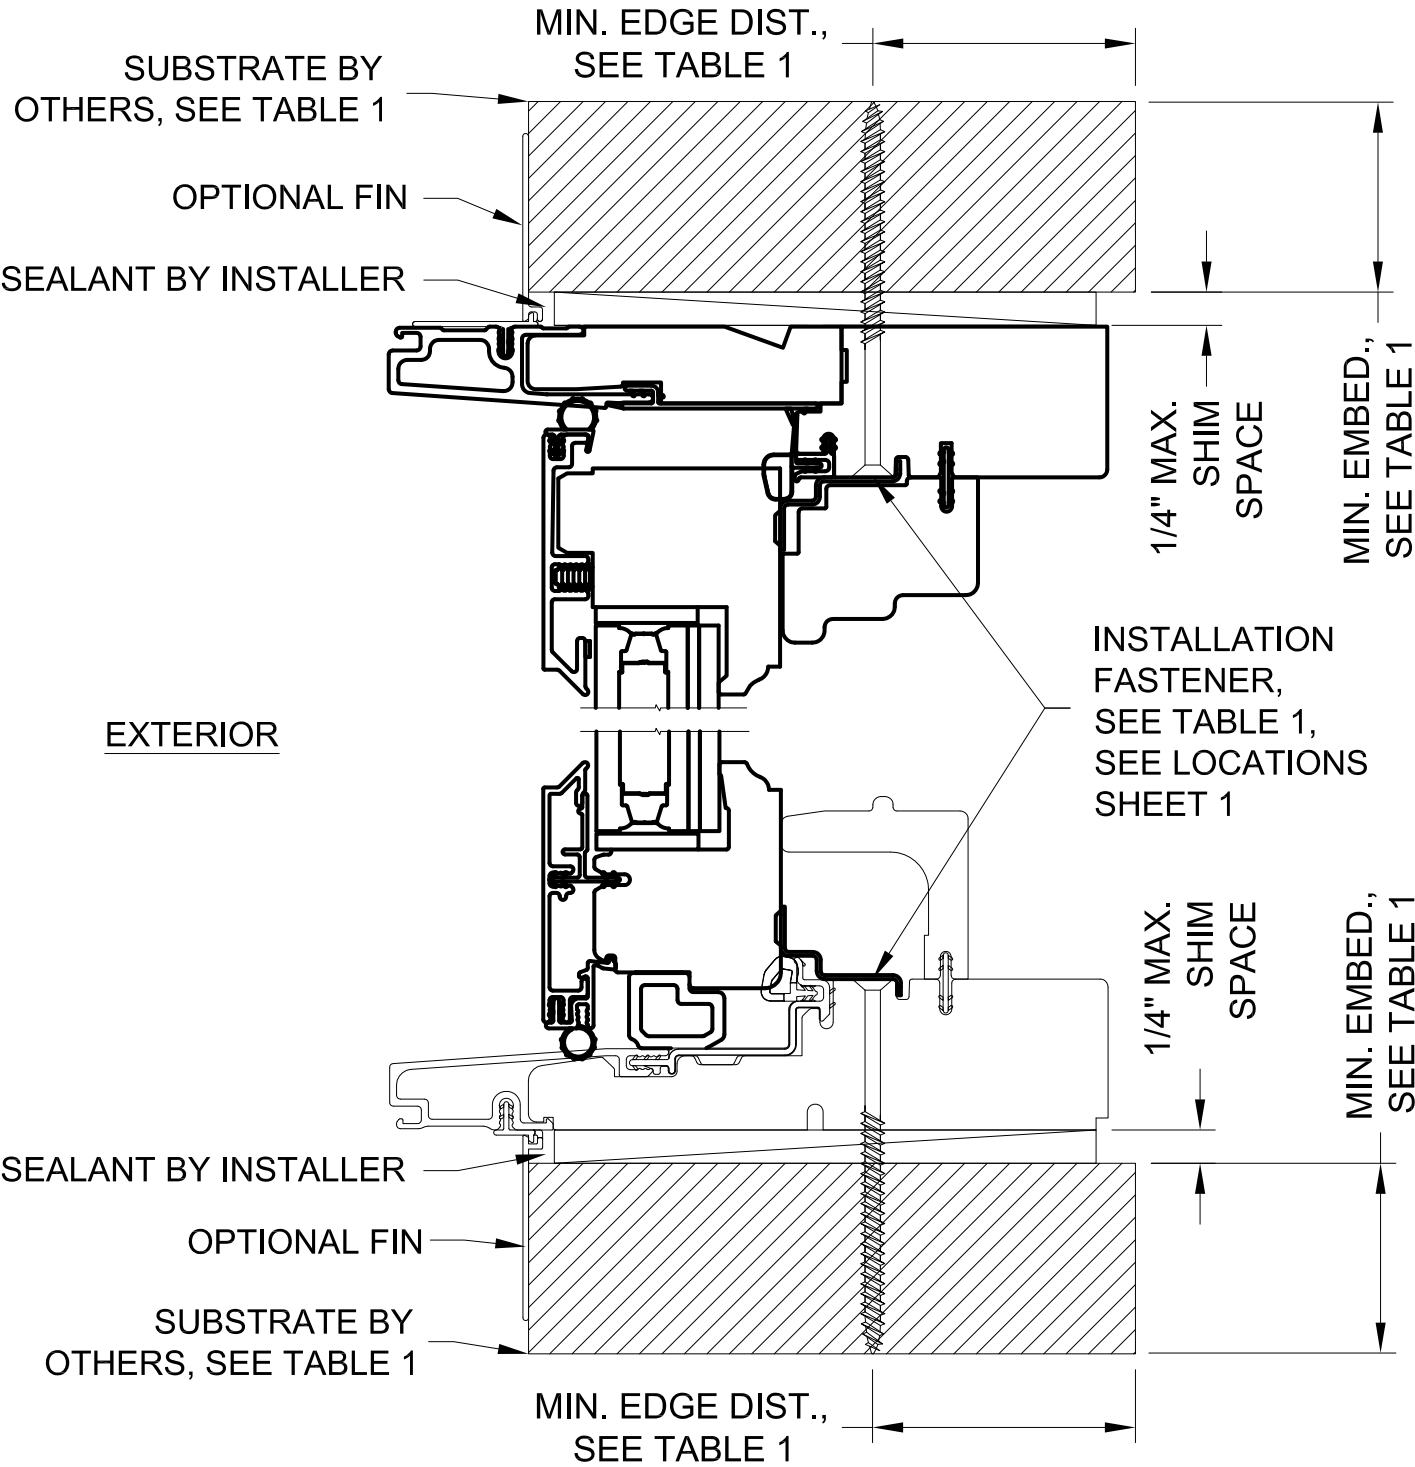 MIN. EDGE DIST.,
SEE TABLE 1
SUBSTRATE BY
OTHERS, SEE TABLE 1
OPTIONAL FIN
SEALANT BY INSTALLER
1/4" MAX.
SHIM
SPACE
MIN. EMBED.,
SEE TABLE 1
INSTALLATION
FASTENER,
SEE TABLE 1,
SEE LOCATIONS
SHEET 1
EXTERIOR
1/4" MAX.
SHIM
SPACE
MIN. EMBED.,
SEE TABLE 1
SEALANT BY INSTALLER
OPTIONAL FIN
SUBSTRATE BY
OTHERS, SEE TABLE 1
MIN. EDGE DIST.,
SEE TABLE 1